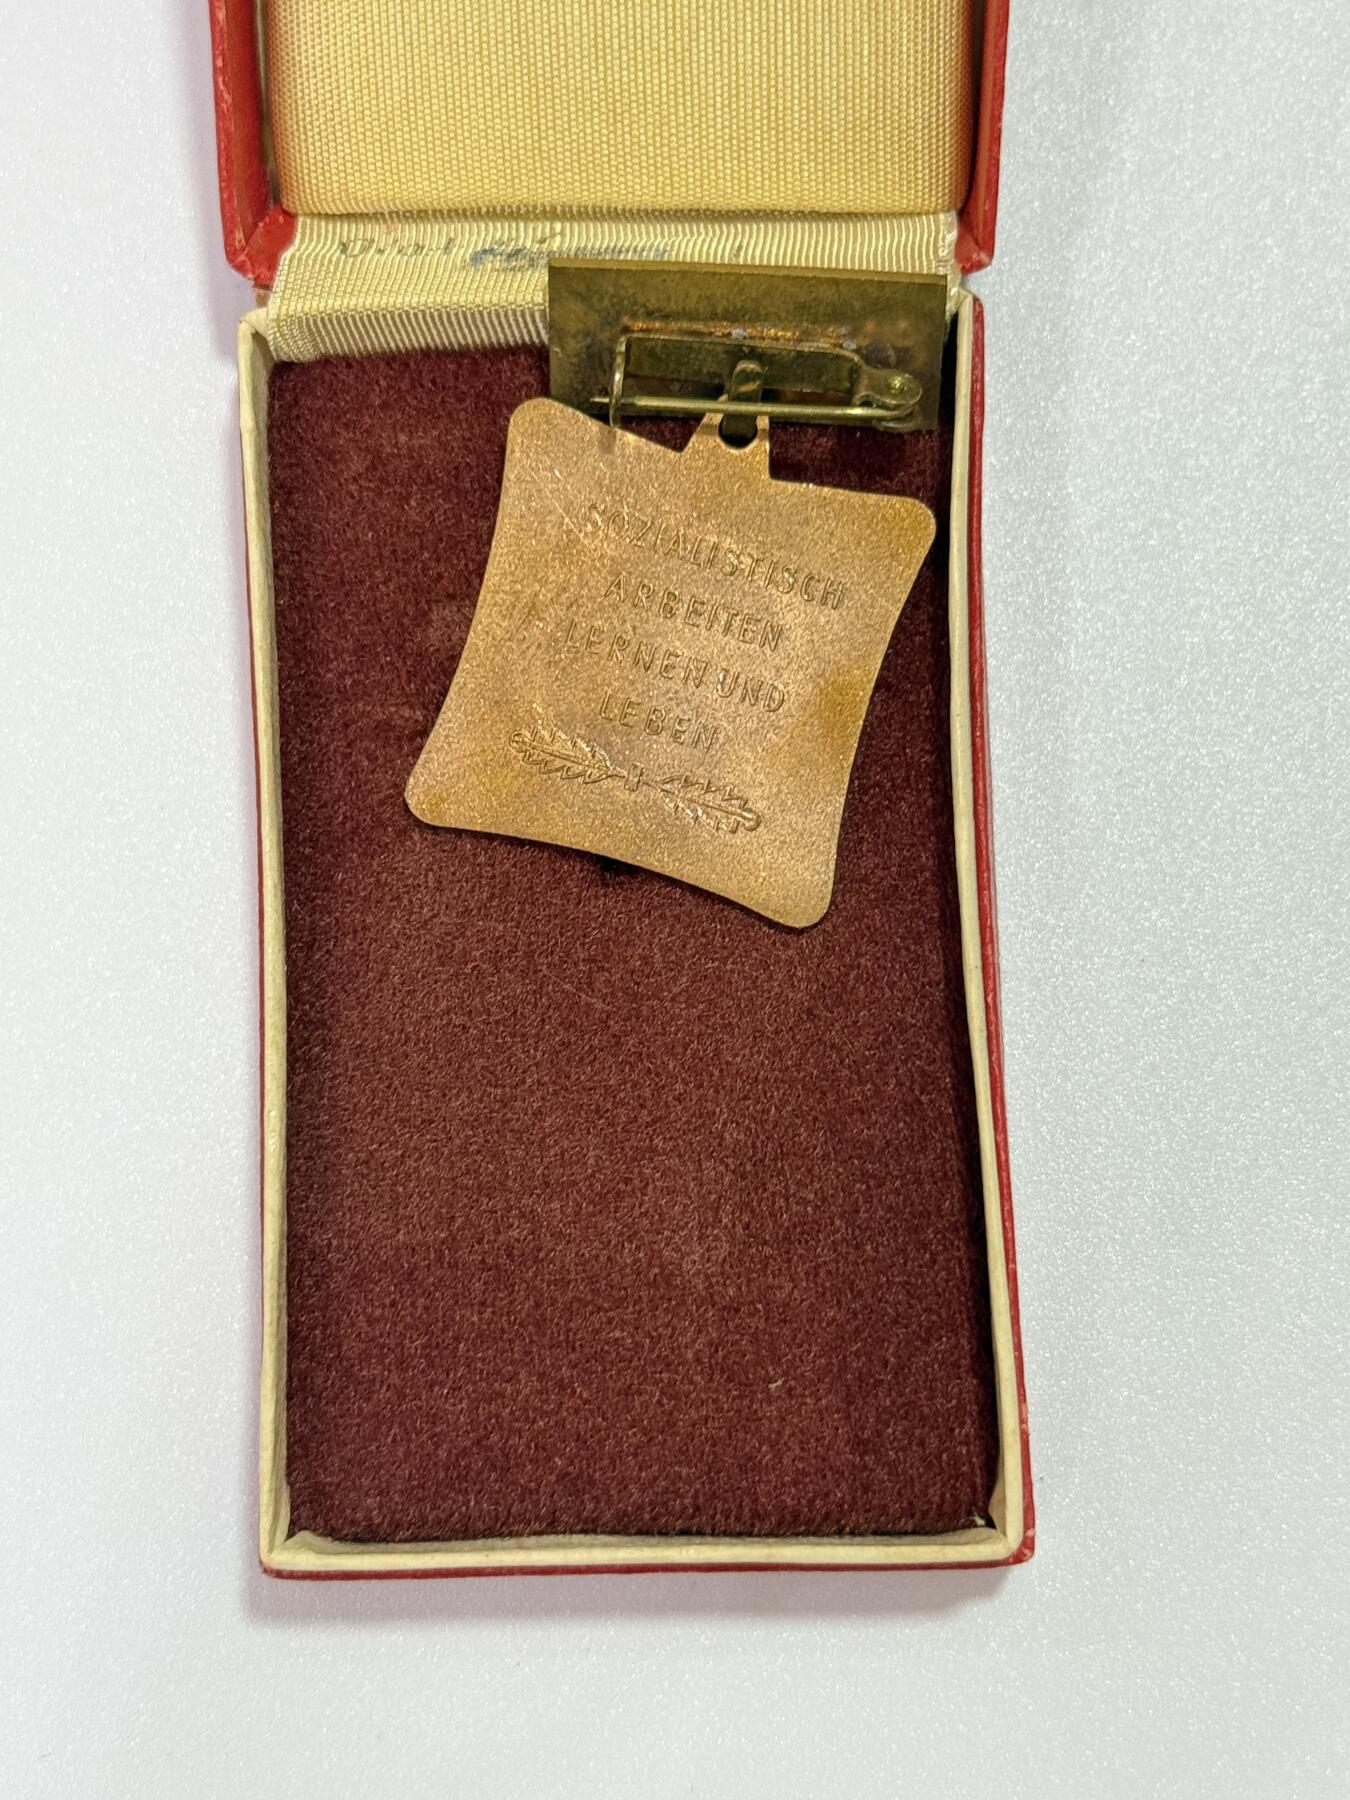 SOZIALISTISCH
ARBEITEN
LERNEN UND
LEBEN